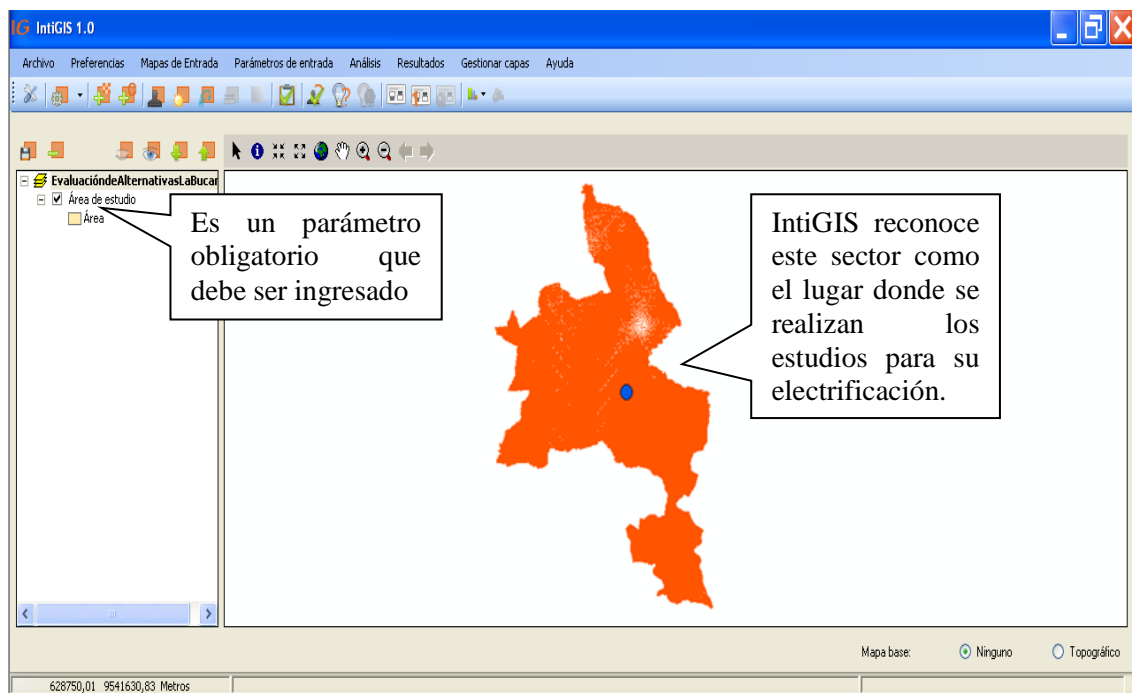 IG IntiGIS 1.0
Archivo Preferencias Mapas de Entrada Parámetros de entrada Análisis Resultados Gestionar capas Ayuda
EvaluacióndeAlternativasLaBucar
Área de estudio
Área
Es un parámetro
obligatorio que
debe ser ingresado
IntiGIS reconoce
este sector como
el lugar donde se
realizan los
estudios para su
electrificación.
Mapa base: Ninguno Topográfico
628750,01 9541630,83 Metros